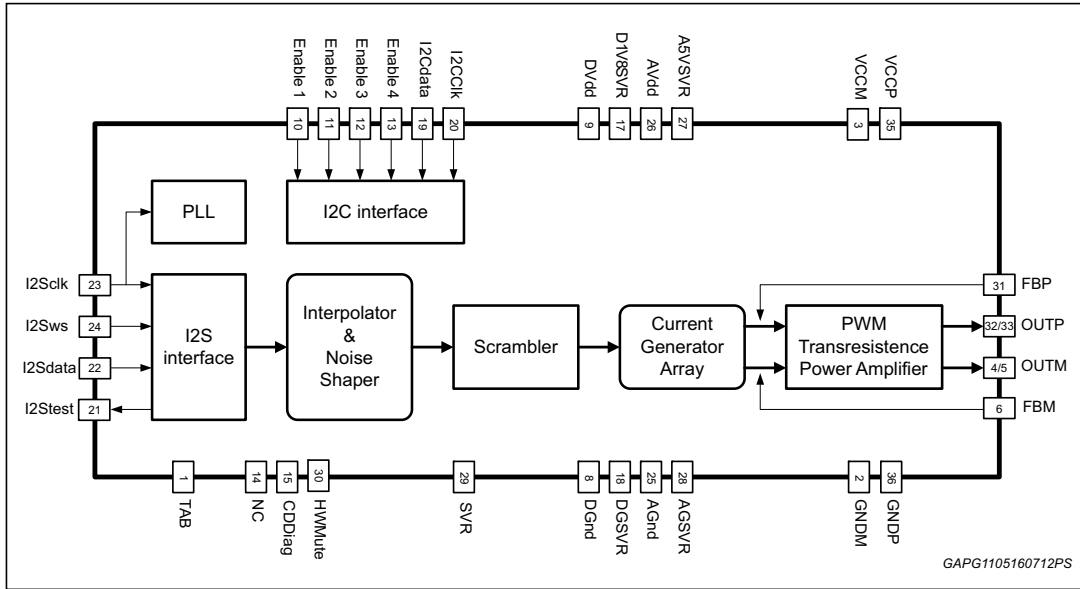 Enable 1
Enable 2
Enable 3
Enable 4
I2Cdata
I2CClk
DVdd
D1V8SVR
AVdd
A5VSVR
VCCM
VCCP
10
11
12
13
19
20
9
17
26
27
3
35
PLL
I2C interface
I2Sclk
23
I2Sws
24
I2Sdata
22
I2Stest
21
I2S
interface
Interpolator
&
Noise
Shaper
Scrambler
Current
Generator
Array
PWM
Transresistence
Power Amplifier
31
FBP
32/33
OUTP
4/5
OUTM
6
FBM
1
14
15
30
29
8
18
25
28
2
36
TAB
NC
CDDiag
HWMute
SVR
DGnd
DGSVR
AGnd
AGSVR
GNDM
GNDP
GAPG1105160712PS